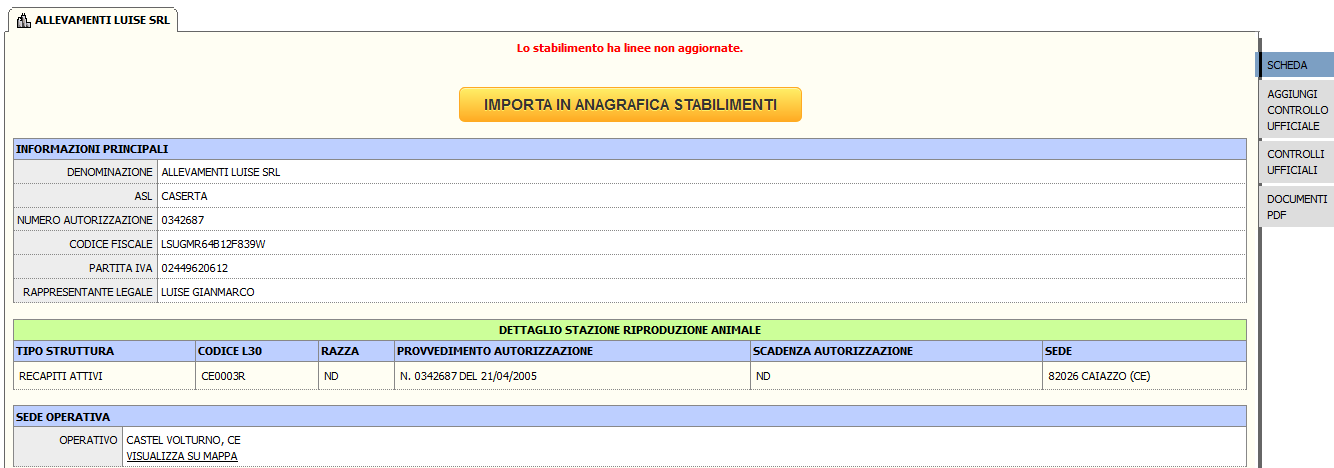 ALLEVAMENTI LUISE SRL
Lo stabilimento ha linee non aggiornate.
IMPORTA IN ANAGRAFICA STABILIMENTI
INFORMAZIONI PRINCIPALI
DENOMINAZIONE ALLEVAMENTI LUISE SRL
ASL CASERTA
NUMERO AUTORIZZAZIONE 0342687
CODICE FISCALE LSUGMR64B12F839W
PARTITA IVA 02449620612
RAPPRESENTANTE LEGALE LUISE GIANMARCO
DETTAGLIO STAZIONE RIPRODUZIONE ANIMALE
TIPO STRUTTURA CODICE L30 RAZZA PROVVEDIMENTO AUTORIZZAZIONE SCADENZA AUTORIZZAZIONE SEDE
RECAPITI ATTIVI CE0003R ND N. 0342687 DEL 21/04/2005 ND 82026 CAIAZZO (CE)
SEDE OPERATIVA
OPERATIVO CASTEL VOLTURNO, CE
VISUALIZZA SU MAPPA
SCHEDA
AGGIUNGI
CONTROLLO
UFFICIALE
CONTROLLI
UFFICIALI
DOCUMENTI
PDF